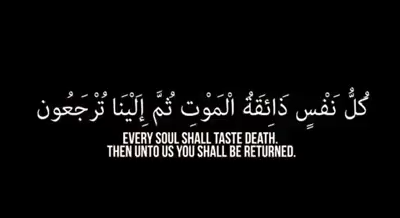 كُلُّ نَفْسٍ ذَائِقَةُ الْمَوْتِ ثُمَّ إِلَيْنَا تُرْجَعُون
EVERY SOUL SHALL TASTE DEATH.
THEN UNTO US YOU SHALL BE RETURNED.